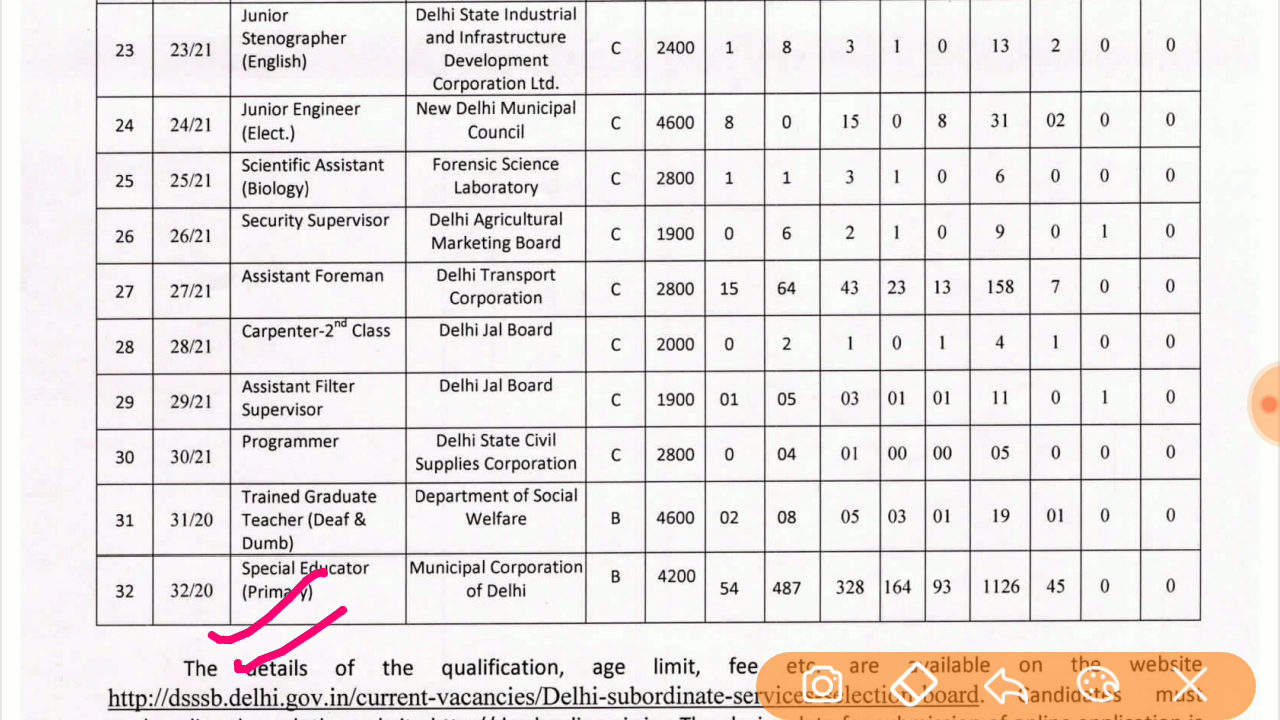 23 23/21 Junior Stenographer (English) Delhi State Industrial and Infrastructure Development Corporation Ltd. C 2400 1 8 3 1 0 13 2 0 0
24 24/21 Junior Engineer (Elect.) New Delhi Municipal Council C 4600 8 0 15 0 8 31 02 0 0
25 25/21 Scientific Assistant (Biology) Forensic Science Laboratory C 2800 1 1 3 1 0 6 0 0 0
26 26/21 Security Supervisor Delhi Agricultural Marketing Board C 1900 0 6 2 1 0 9 0 1 0
27 27/21 Assistant Foreman Delhi Transport Corporation C 2800 15 64 43 23 13 158 7 0 0
28 28/21 Carpenter-2nd Class Delhi Jal Board C 2000 0 2 1 0 1 4 1 0 0
29 29/21 Assistant Filter Supervisor Delhi Jal Board C 1900 01 05 03 01 01 11 0 1 0
30 30/21 Programmer Delhi State Civil Supplies Corporation C 2800 0 04 01 00 00 05 0 0 0
31 31/20 Trained Graduate Teacher (Deaf & Dumb) Department of Social Welfare B 4600 02 08 05 03 01 19 01 0 0
32 32/20 Special Educator (Primary) Municipal Corporation of Delhi B 4200 54 487 328 164 93 1126 45 0 0
The details of the qualification, age limit, fee etc. are available on the website
http://dsssb.delhi.gov.in/current-vacancies/Delhi-subordinate-services-selection-board. Candidates must